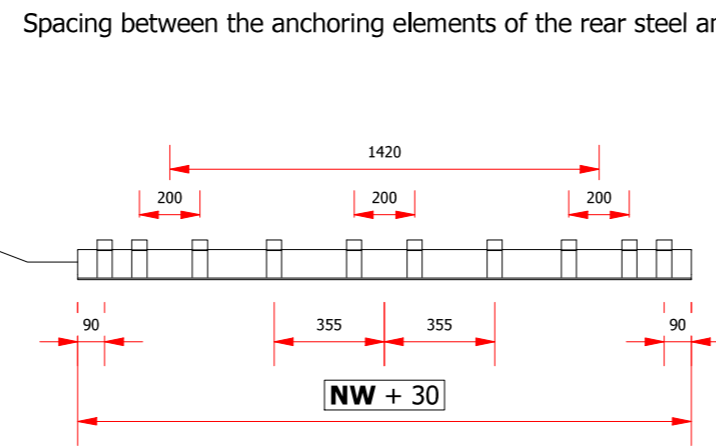 Spacing between the anchoring elements of the rear steel
1420
200 200 200
90 355 355 90
NW + 30